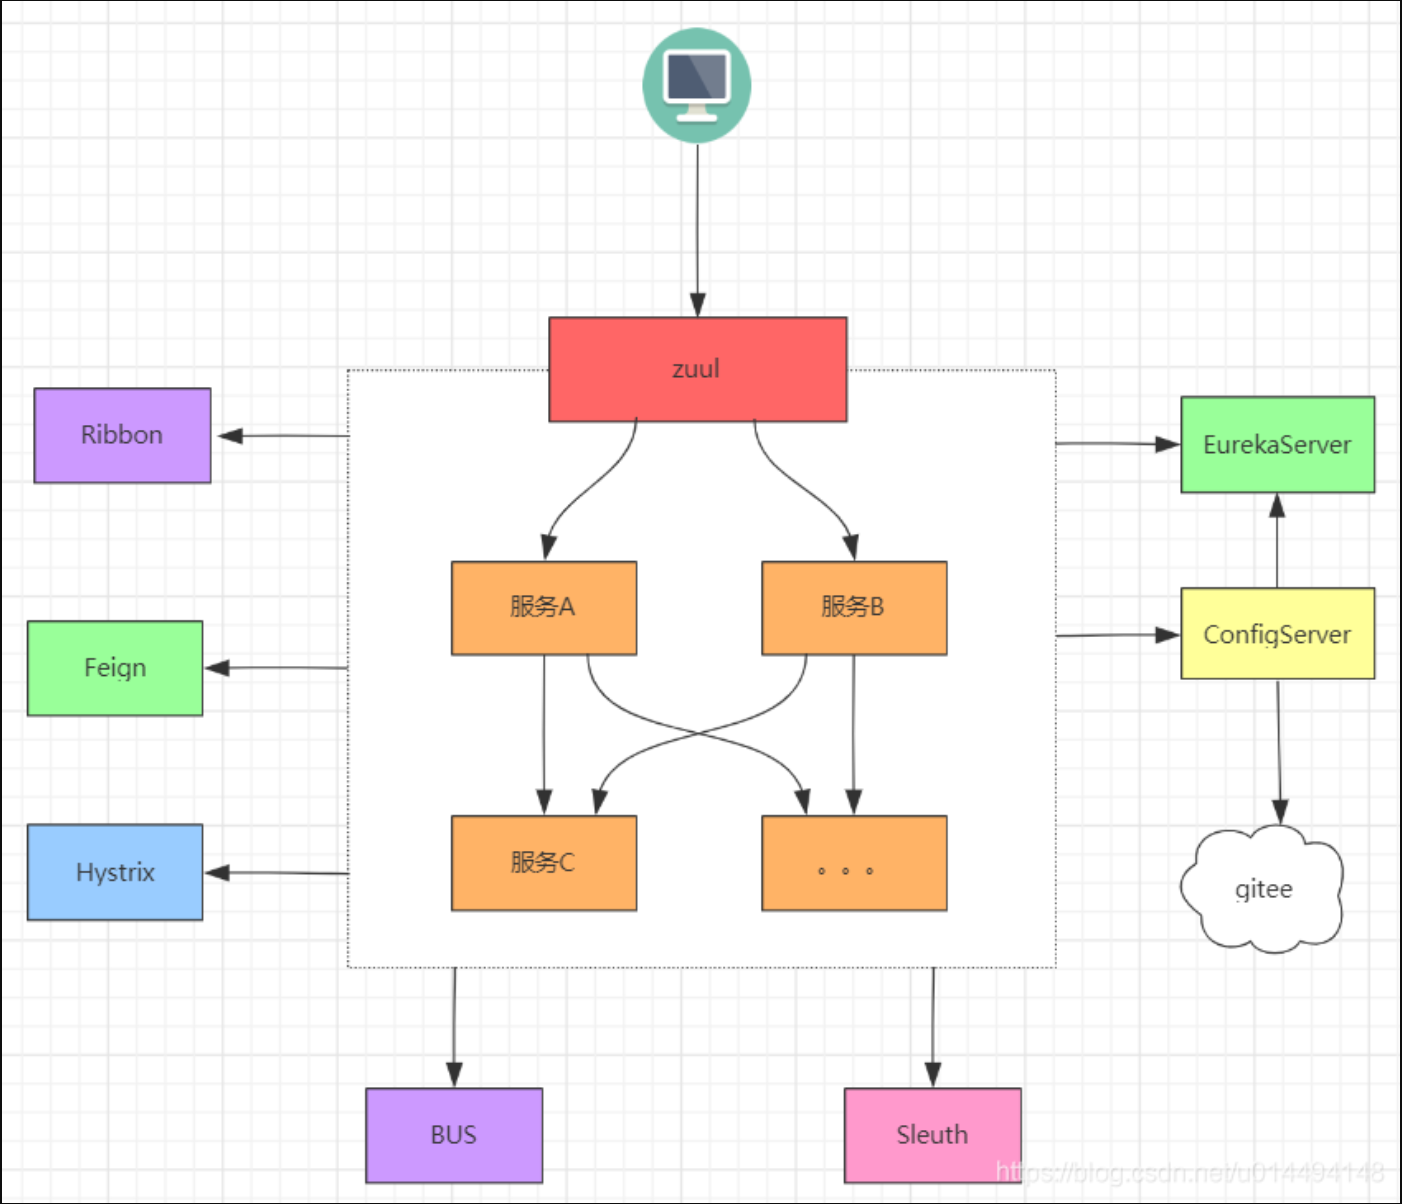 zuul
Ribbon
EurekaServer
服务A
服务B
ConfigServer
Feign
服务C
。。。
Hystrix
gitee
BUS
Sleuth
https://blog.csdn.net/u014494148